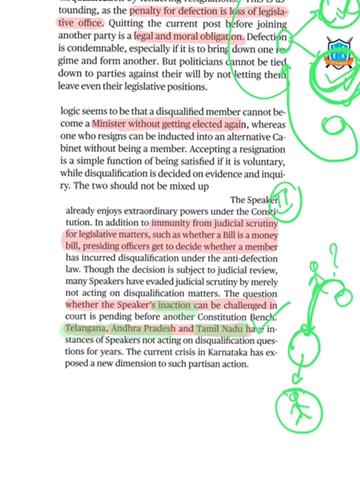 tounding, as the penalty for defection is loss of legisla-
tive office. Quitting the current post before joining
another party is a legal and moral obligation. Defection
is condemnable, especially if it is to bring down one re-
gime and form another. But politicians cannot be tied
down to parties against their will by not letting them
leave even their legislative positions.
logic seems to be that a disqualified member cannot be-
come a Minister without getting elected again, whereas
one who resigns can be inducted into an alternative Ca-
binet without being a member. Accepting a resignation
is a simple function of being satisfied if it is voluntary,
while disqualification is decided on evidence and inqui-
ry. The two should not be mixed up
The Speaker
already enjoys extraordinary powers under the Consti-
tution. In addition to immunity from judicial scrutiny
for legislative matters, such as whether a Bill is a money
bill, presiding officers get to decide whether a member
has incurred disqualification under the anti-defection
law. Though the decision is subject to judicial review,
many Speakers have evaded judicial scrutiny by merely
not acting on disqualification matters. The question
whether the Speaker's inaction can be challenged in
court is pending before another Constitution Bench.
Telangana, Andhra Pradesh and Tamil Nadu have in-
stances of Speakers not acting on disqualification ques-
tions for years. The current crisis in Karnataka has ex-
posed a new dimension to such partisan action.
?